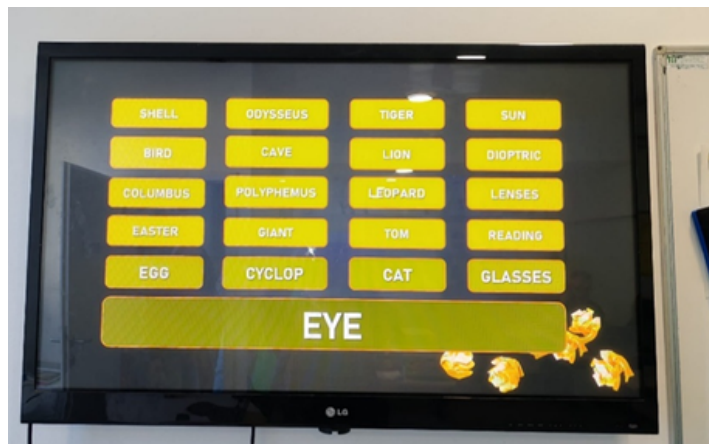 SHELL ODYSSEUS TIGER SUN
BIRD CAVE LION DIOPTRIC
COLUMBUS POLYPHEMUS LEOPARD LENSES
EASTER GIANT TOM READING
EGG CYCLOP CAT GLASSES
EYE
LG